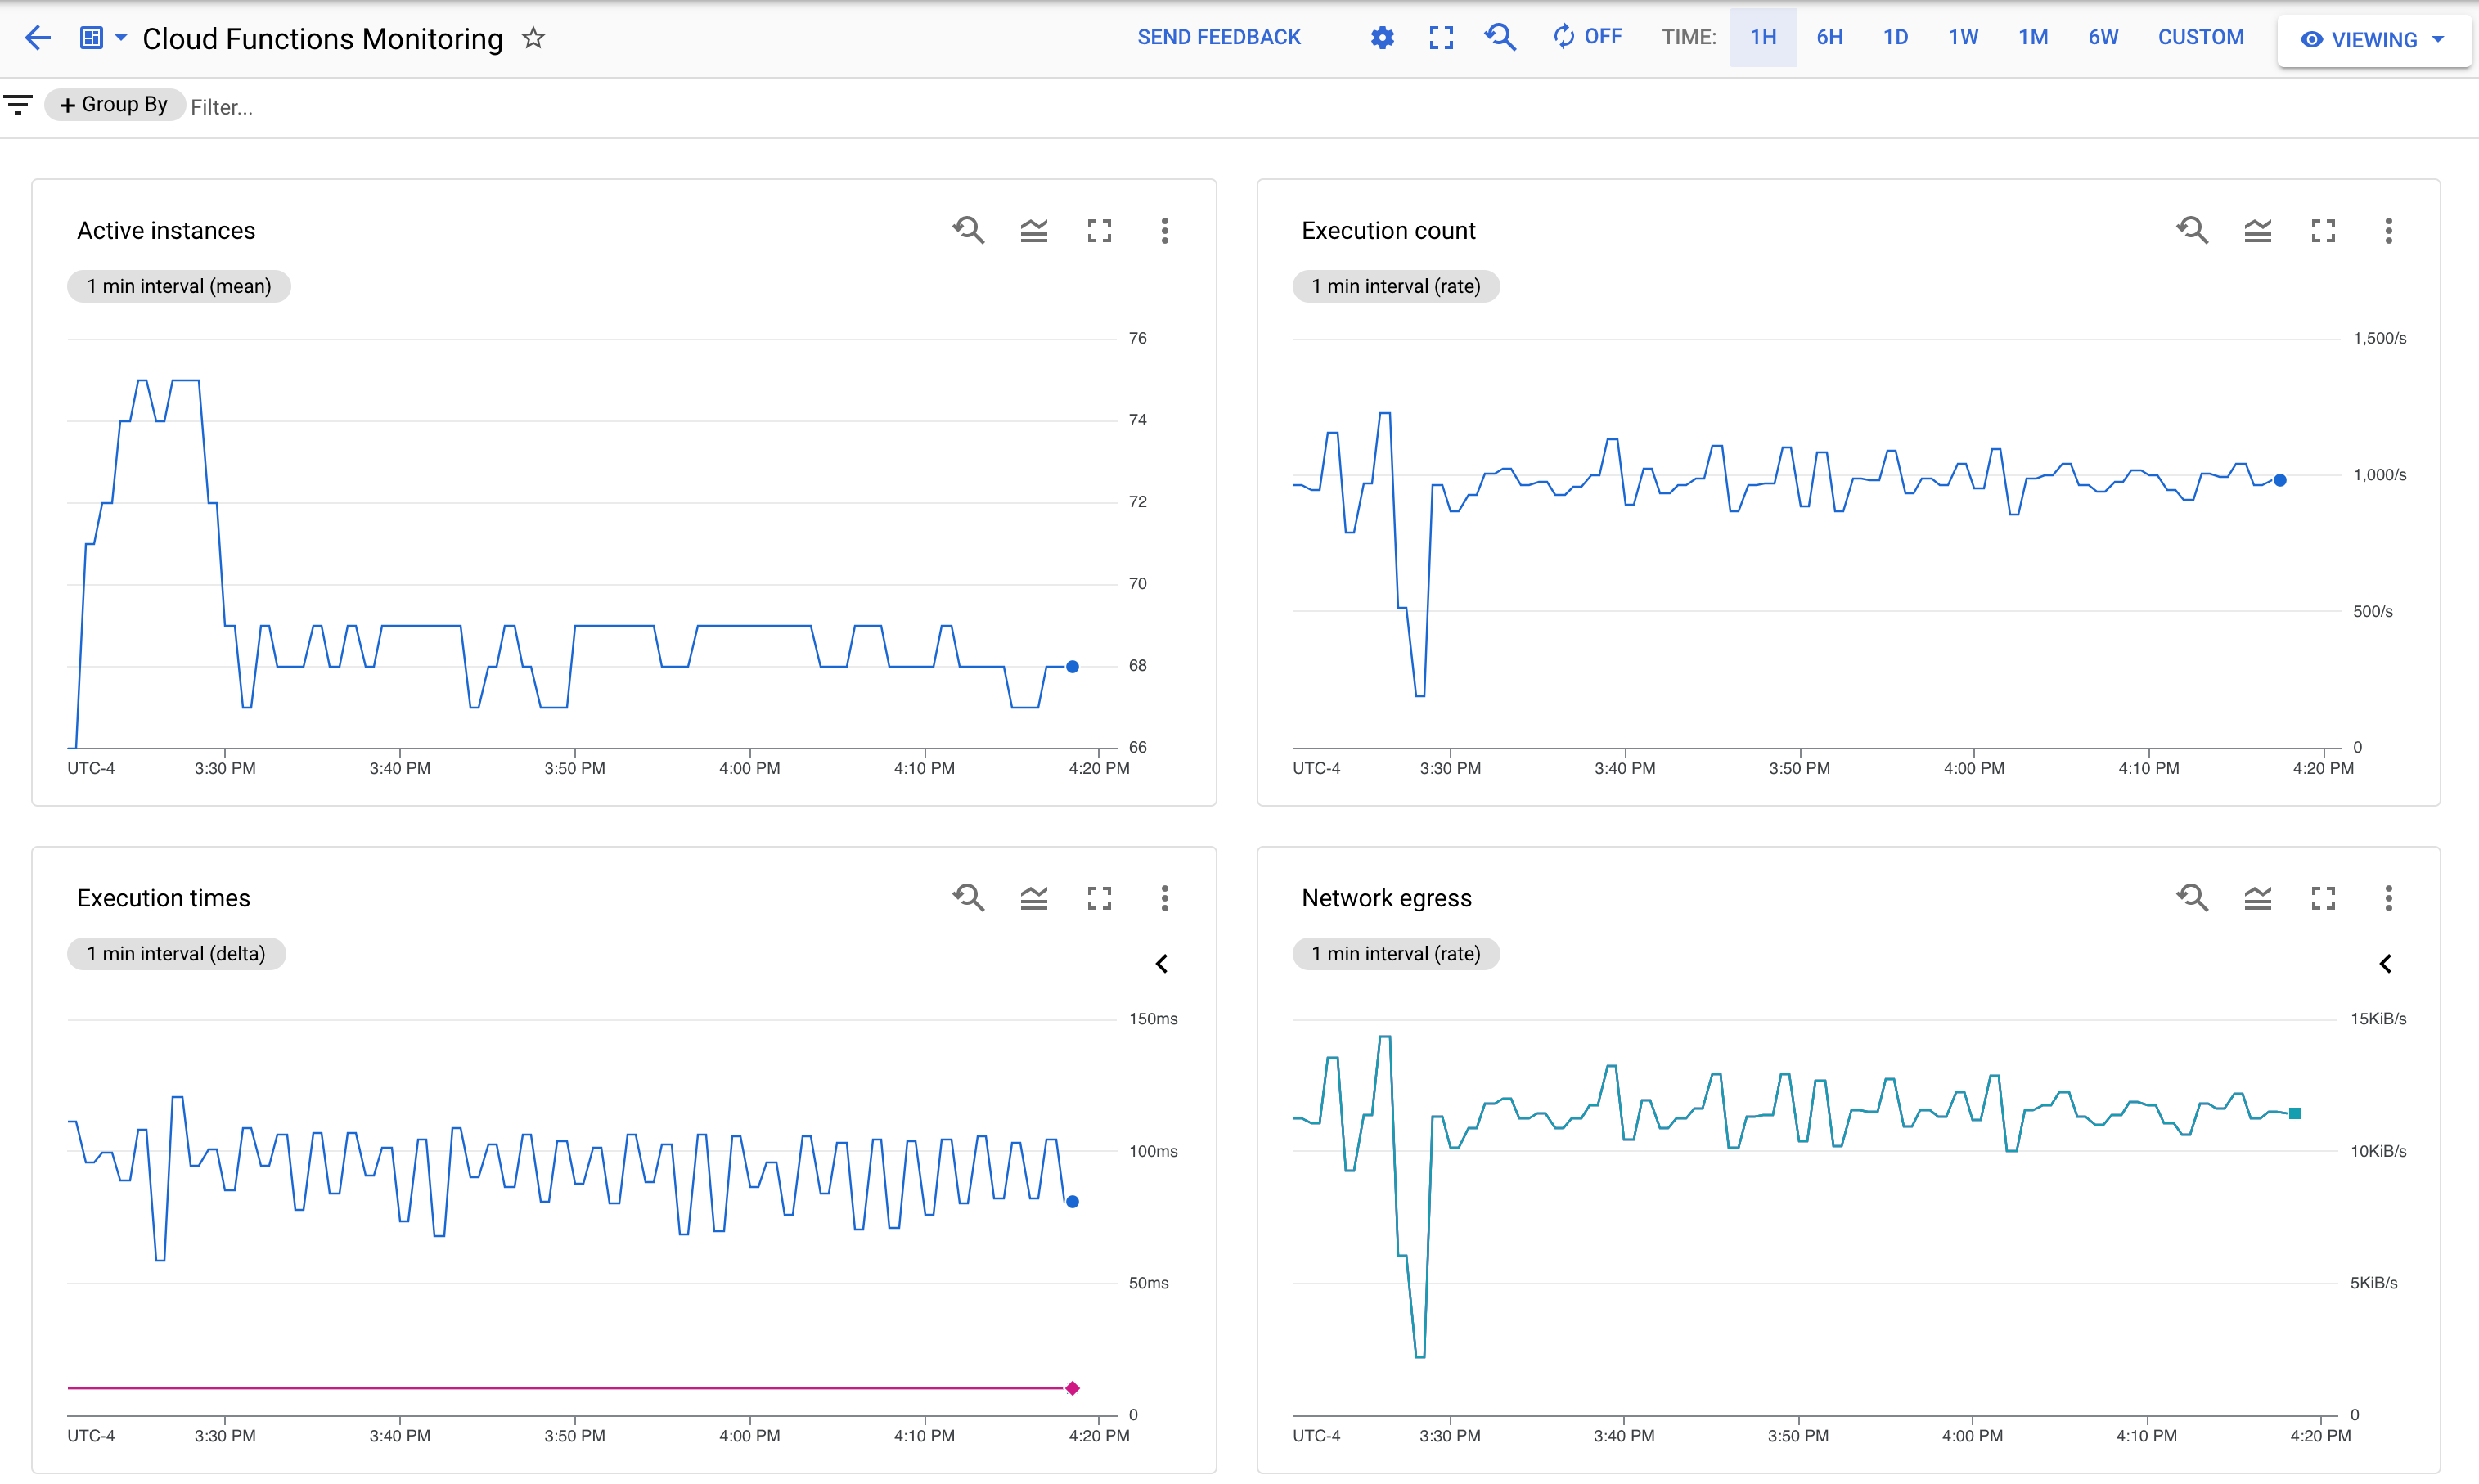 Cloud Functions Monitoring
SEND FEEDBACK
OFF
TIME:
1H
6H
1D
1W
1M
6W
CUSTOM
VIEWING
+ Group By
Filter...
Active instances
1 min interval (mean)
76
74
72
70
68
66
UTC-4
3:30 PM
3:40 PM
3:50 PM
4:00 PM
4:10 PM
4:20 PM
Execution count
1 min interval (rate)
1,500/s
1,000/s
500/s
0
UTC-4
3:30 PM
3:40 PM
3:50 PM
4:00 PM
4:10 PM
4:20 PM
Execution times
1 min interval (delta)
150ms
100ms
50ms
0
UTC-4
3:30 PM
3:40 PM
3:50 PM
4:00 PM
4:10 PM
4:20 PM
Network egress
1 min interval (rate)
15KiB/s
10KiB/s
5KiB/s
0
UTC-4
3:30 PM
3:40 PM
3:50 PM
4:00 PM
4:10 PM
4:20 PM